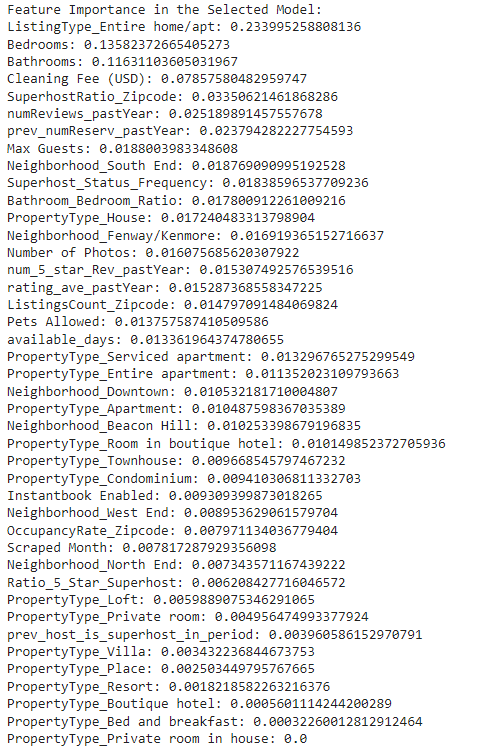 Feature Importance in the Selected Model:
ListingType_Entire home/apt: 0.233995258808136
Bedrooms: 0.13582372665405273
Bathrooms: 0.11631103605031967
Cleaning Fee (USD): 0.07857580482959747
SuperhostRatio_Zipcode: 0.03350621461868286
numReviews_pastYear: 0.025189891457557678
prev_numReserv_pastYear: 0.023794282227754593
Max Guests: 0.0188003983348608
Neighborhood_South End: 0.018769090995192528
Superhost_Status_Frequency: 0.01838596537709236
Bathroom_Bedroom_Ratio: 0.017800912261009216
PropertyType_House: 0.017240483313798904
Neighborhood_Fenway/Kenmore: 0.016919365152716637
Number of Photos: 0.016075685620307922
num_5_star_Rev_pastYear: 0.015307492576539516
rating_ave_pastYear: 0.015287368558347225
ListingsCount_Zipcode: 0.014797091484069824
Pets Allowed: 0.013757587410509586
available_days: 0.013361964374780655
PropertyType_Serviced apartment: 0.013296765275299549
PropertyType_Entire apartment: 0.011352023109793663
Neighborhood_Downtown: 0.010532181710004807
PropertyType_Apartment: 0.010487598367035389
Neighborhood_Beacon Hill: 0.010253398679196835
PropertyType_Room in boutique hotel: 0.010149852372705936
PropertyType_Townhouse: 0.009668545797467232
PropertyType_Condominium: 0.009410306811332703
Instantbook Enabled: 0.009309399873018265
Neighborhood_West End: 0.008953629061579704
OccupancyRate_Zipcode: 0.007971134036779404
Scraped Month: 0.007817287929356098
Neighborhood_North End: 0.007343571167439222
Ratio_5_Star_Superhost: 0.006208427716046572
PropertyType_Loft: 0.0059889075346291065
PropertyType_Private room: 0.004956474993377924
prev_host_is_superhost_in_period: 0.003960586152970791
PropertyType_Villa: 0.003432236844673753
PropertyType_Place: 0.002503449795767665
PropertyType_Resort: 0.0018218582263216376
PropertyType_Boutique hotel: 0.0005601114244200289
PropertyType_Bed and breakfast: 0.00032260012812912464
PropertyType_Private room in house: 0.0